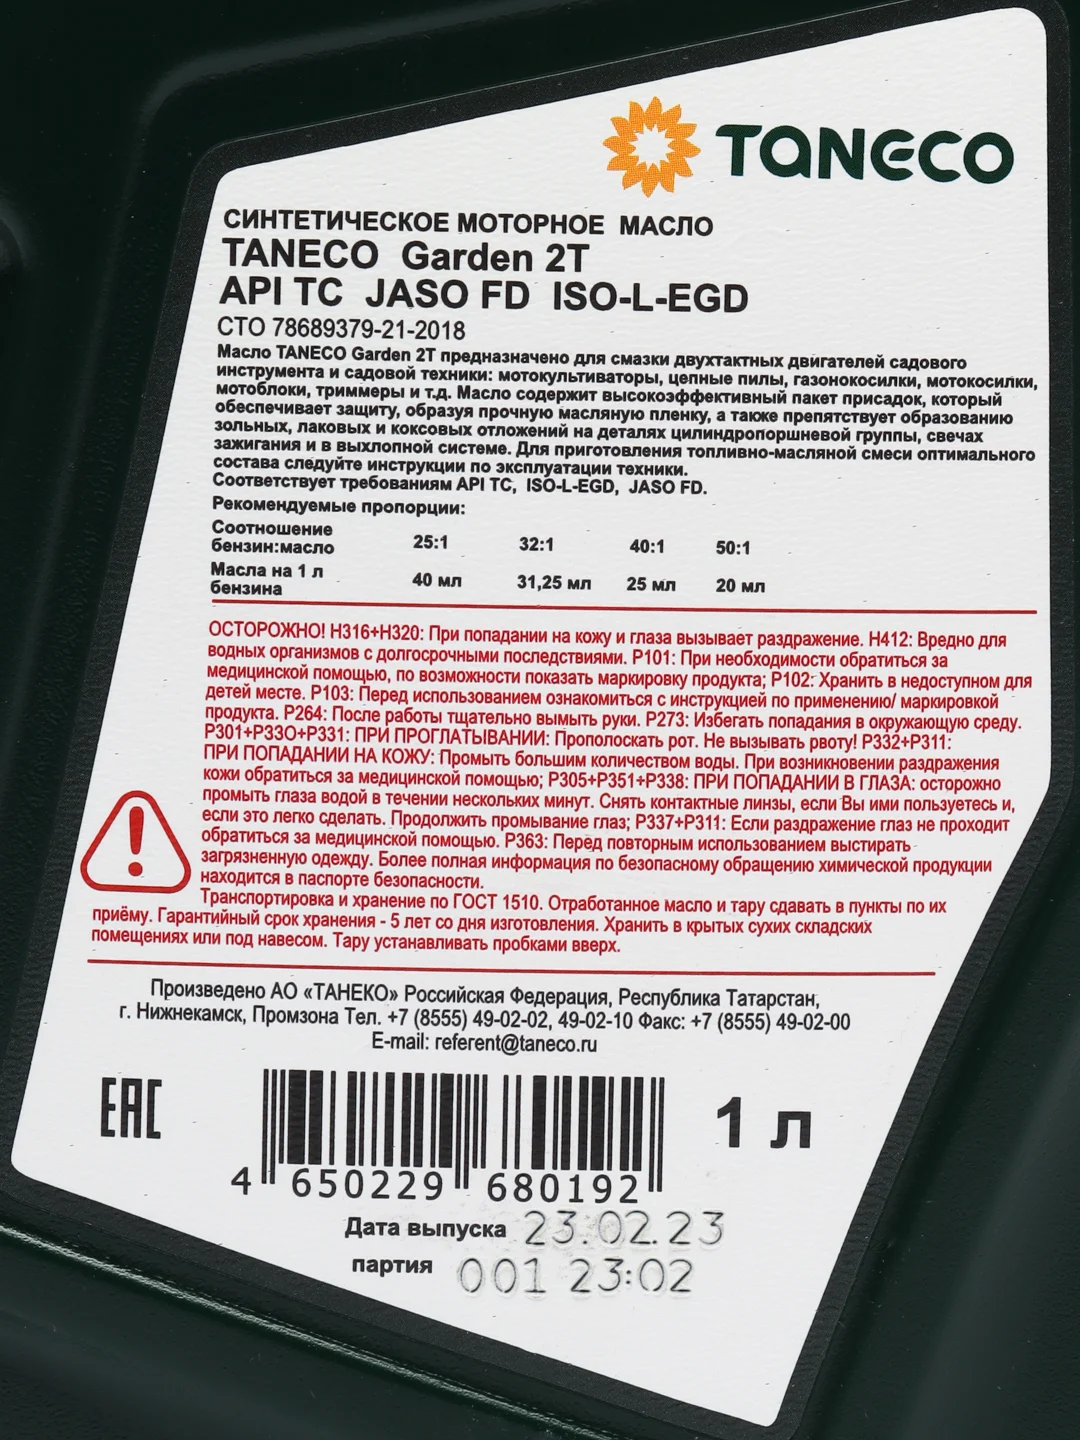 TANECO
СИНТЕТИЧЕСКОЕ МОТОРНОЕ МАСЛО
TANECO Garden 2T
API TC JASO FD ISO-L-EGD
СТО 78689379-21-2018
Масло TANECO Garden 2T предназначено для смазки двухтактных двигателей садового
инструмента и садовой техники: мотокультиваторы, цепные пилы, газонокосилки, мотокосилки,
мотоблоки, триммеры и т.д. Масло содержит высокоэффективный пакет присадок, который
обеспечивает защиту, образуя прочную масляную пленку, а также препятствует образованию
зольных, лаковых и коксовых отложений на деталях цилиндропоршневой группы, свечах
зажигания и в выхлопной системе. Для приготовления топливно-масляной смеси оптимального
состава следуйте инструкции по эксплуатации техники.
Соответствует требованиям API TC, ISO-L-EGD, JASO FD.
Рекомендуемые пропорции:
Соотношение
бензин:масло 25:1 32:1 40:1 50:1
Масла на 1 л
бензина 40 мл 31,25 мл 25 мл 20 мл
ОСТОРОЖНО! H316+H320: При попадании на кожу и глаза вызывает раздражение. H412: Вредно для
водных организмов с долгосрочными последствиями. P101: При необходимости обратиться за
медицинской помощью, по возможности показать маркировку продукта; P102: Хранить в недоступном для
детей месте. P103: Перед использованием ознакомиться с инструкцией по применению/ маркировкой
продукта. P264: После работы тщательно вымыть руки. P273: Избегать попадания в окружающую среду.
P301+P33O+P331: ПРИ ПРОГЛАТЫВАНИИ: Прополоскать рот. Не вызывать рвоту! P332+P311:
ПРИ ПОПАДАНИИ НА КОЖУ: Промыть большим количеством воды. При возникновении раздражения
кожи обратиться за медицинской помощью; P305+P351+P338: ПРИ ПОПАДАНИИ В ГЛАЗА: осторожно
промыть глаза водой в течении нескольких минут. Снять контактные линзы, если Вы ими пользуетесь и,
если это легко сделать. Продолжить промывание глаз; P337+P311: Если раздражение глаз не проходит
обратиться за медицинской помощью. P363: Перед повторным использованием выстирать
загрязненную одежду. Более полная информация по безопасному обращению химической продукции
находится в паспорте безопасности.
Транспортировка и хранение по ГОСТ 1510. Отработанное масло и тару сдавать в пункты по их
приёму. Гарантийный срок хранения - 5 лет со дня изготовления. Хранить в крытых сухих складских
помещениях или под навесом. Тару устанавливать пробками вверх.
Произведено АО «ТАНЕКО» Российская Федерация, Республика Татарстан,
г. Нижнекамск, Промзона Тел. +7 (8555) 49-02-02, 49-02-10 Факс: +7 (8555) 49-02-00
E-mail: referent@taneco.ru
EAC
1 л
4 650229 680192
Дата выпуска 23.02.23
партия 001 23:02